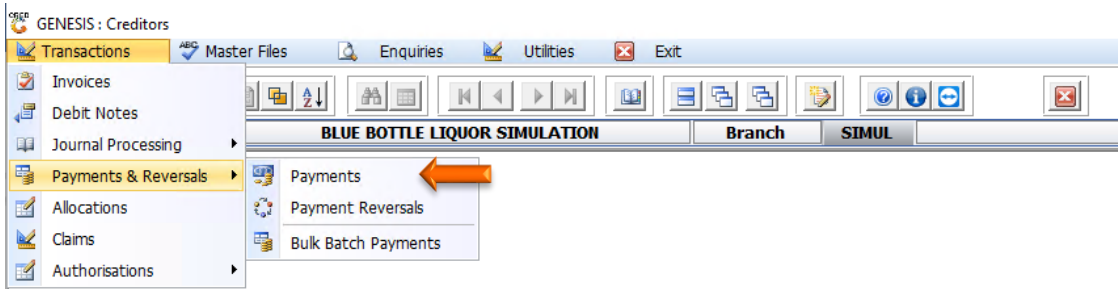 GENESIS : Creditors
Transactions Master Files Enquiries Utilities Exit
Invoices
Debit Notes
BLUE BOTTLE LIQUOR SIMULATION Branch SIMUL
Journal Processing
Payments & Reversals Payments
Allocations Payment Reversals
Claims Bulk Batch Payments
Authorisations